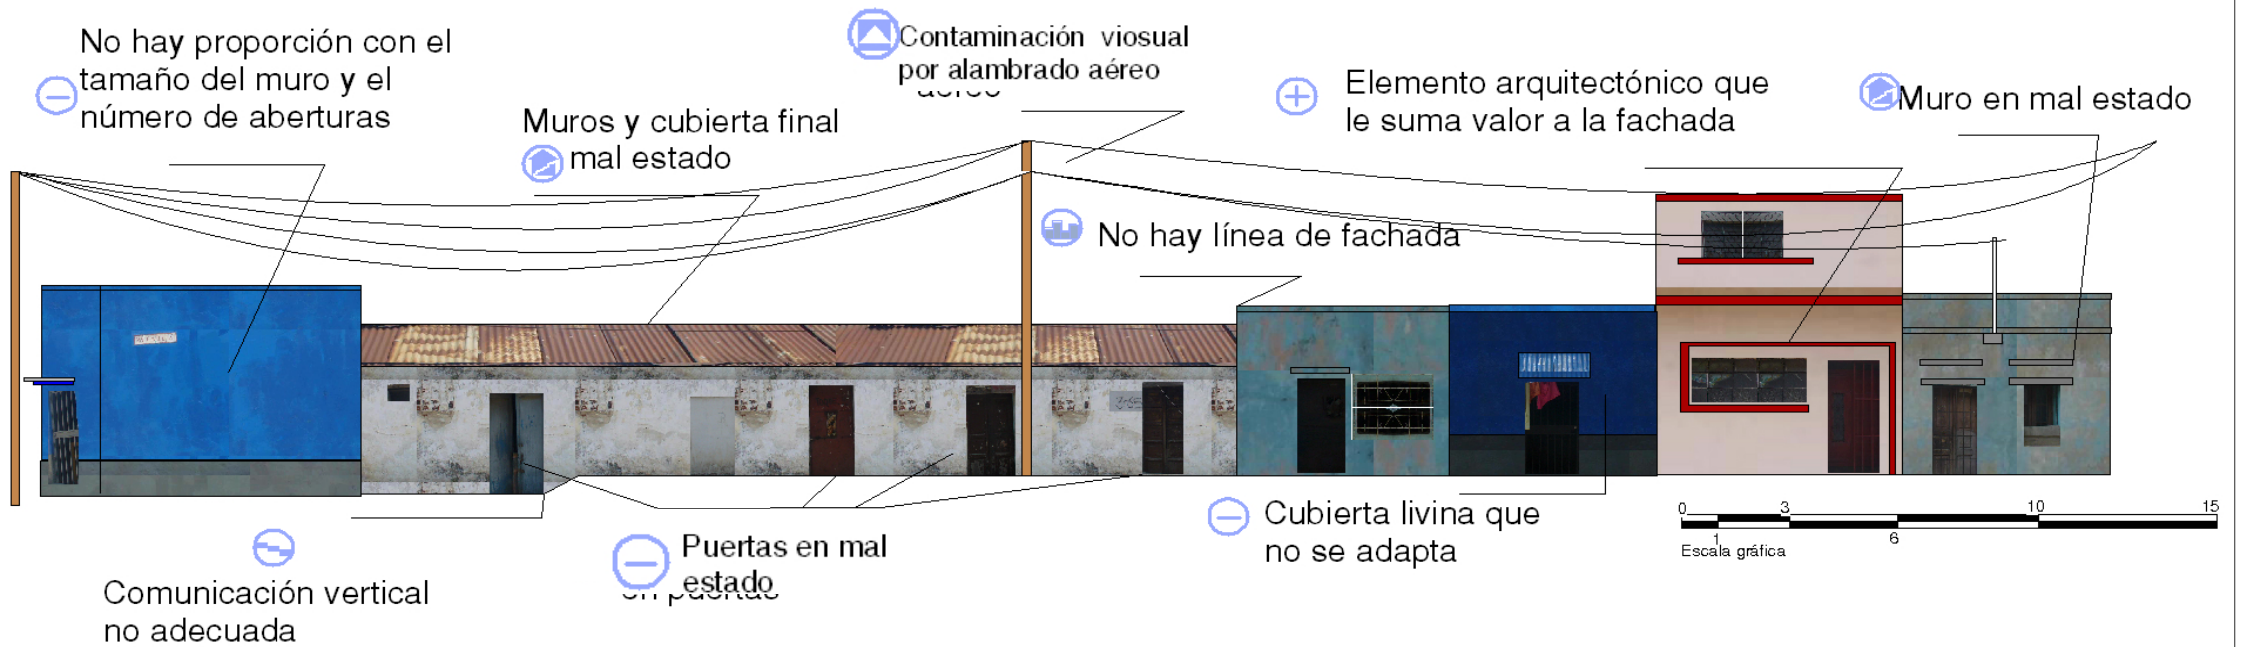 No hay proporción con el
tamaño del muro y el
número de aberturas
Muros y cubierta final
mal estado
Contaminación viosual
por alambrado aéreo
aéreo
Elemento arquitectónico que
le suma valor a la fachada
Muro en mal estado
No hay línea de fachada
Comunicación vertical
no adecuada
Puertas en mal
estado
en puertas
Cubierta livina que
no se adapta
0 3 10 15
1 6
Escala gráfica